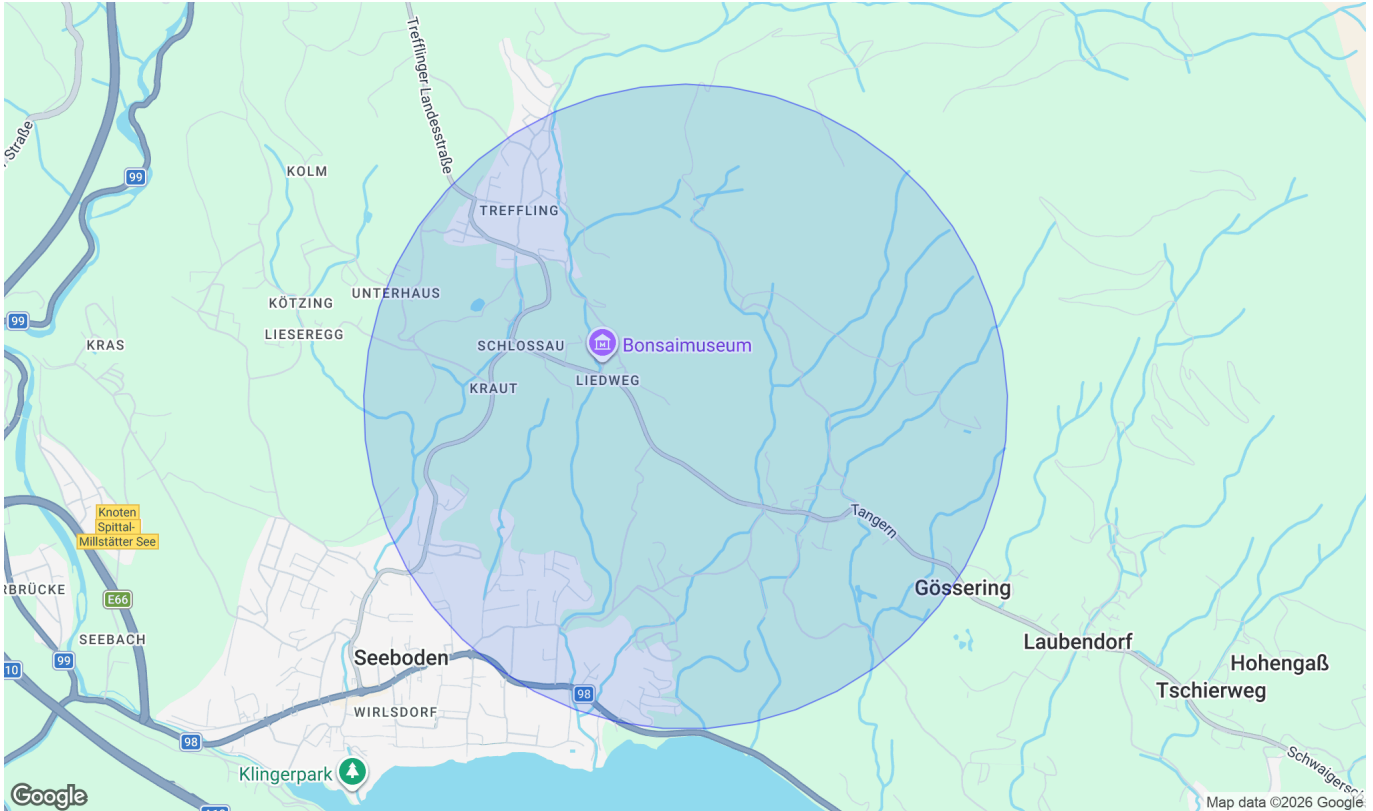 Trefflinger Landesstraße
. Straße
KOLM
99
TREFFLING
UNTERHAUS
KÖTZING
99
LIESEREGG
KRAS
SCHLOSSAU
Bonsaimuseum
LIEDWEG
KRAUT
Knoten
Spittal-
Millstätter See
Tangern
RBRÜCKE
E66
Gössering
SEEBACH
Laubendorf
99
Seeboden
Hohengaß
10
98
Tschierweg
WIRLSDORF
98
Klingerpark
Schwaigersc
Google
Map data ©2026 Google